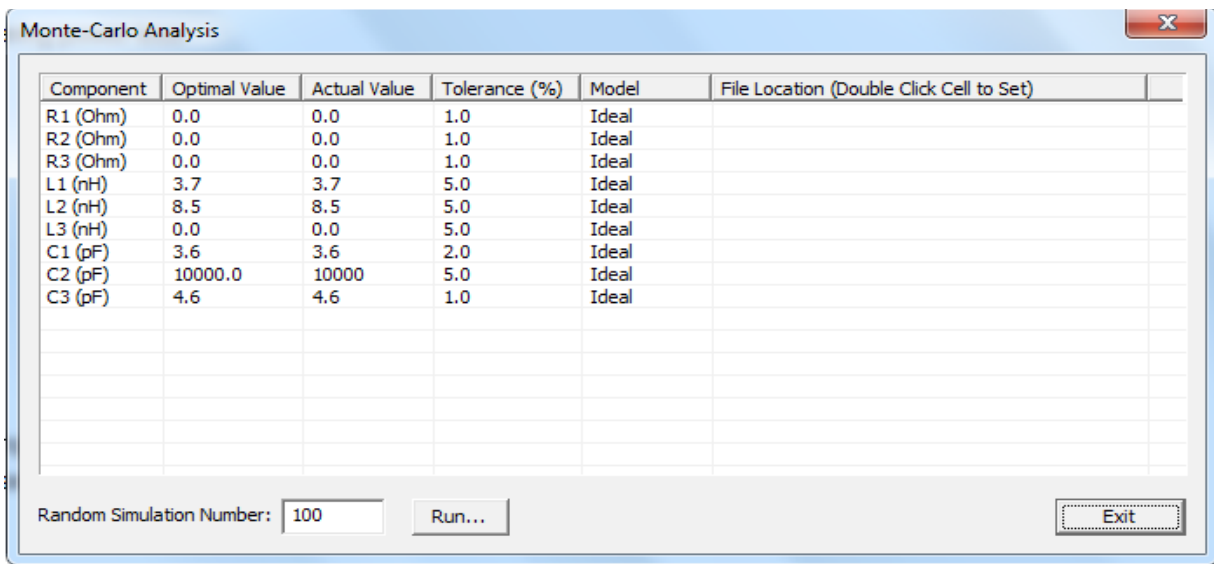 Monte-Carlo Analysis
Component Optimal Value Actual Value Tolerance (%) Model File Location (Double Click Cell to Set)
R1 (Ohm) 0.0 0.0 1.0 Ideal
R2 (Ohm) 0.0 0.0 1.0 Ideal
R3 (Ohm) 0.0 0.0 1.0 Ideal
L1 (nH) 3.7 3.7 5.0 Ideal
L2 (nH) 8.5 8.5 5.0 Ideal
L3 (nH) 0.0 0.0 5.0 Ideal
C1 (pF) 3.6 3.6 2.0 Ideal
C2 (pF) 10000.0 10000 5.0 Ideal
C3 (pF) 4.6 4.6 1.0 Ideal
Random Simulation Number: 100 Run... Exit